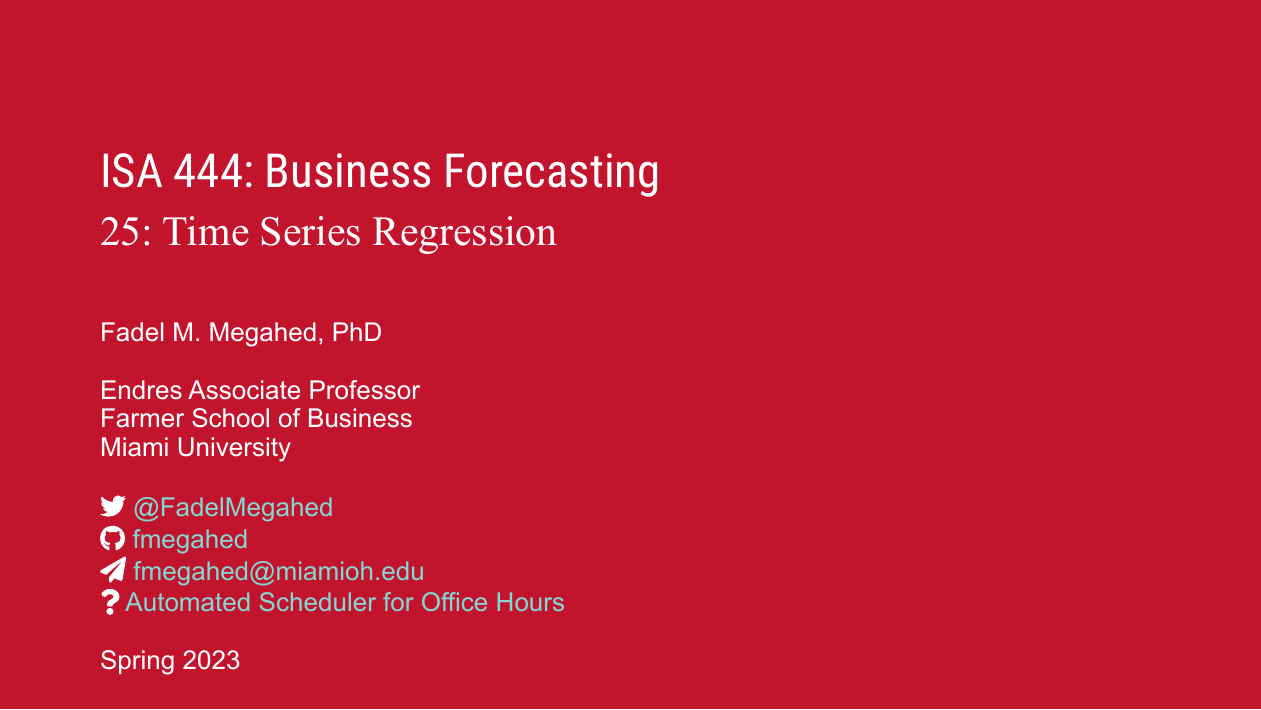 ISA 444: Business Forecasting
25: Time Series Regression
Fadel M. Megahed, PhD
Endres Associate Professor
Farmer School of Business
Miami University
@FadelMegahed
fmegahed
fmegahed@miamioh.edu
Automated Scheduler for Office Hours
Spring 2023